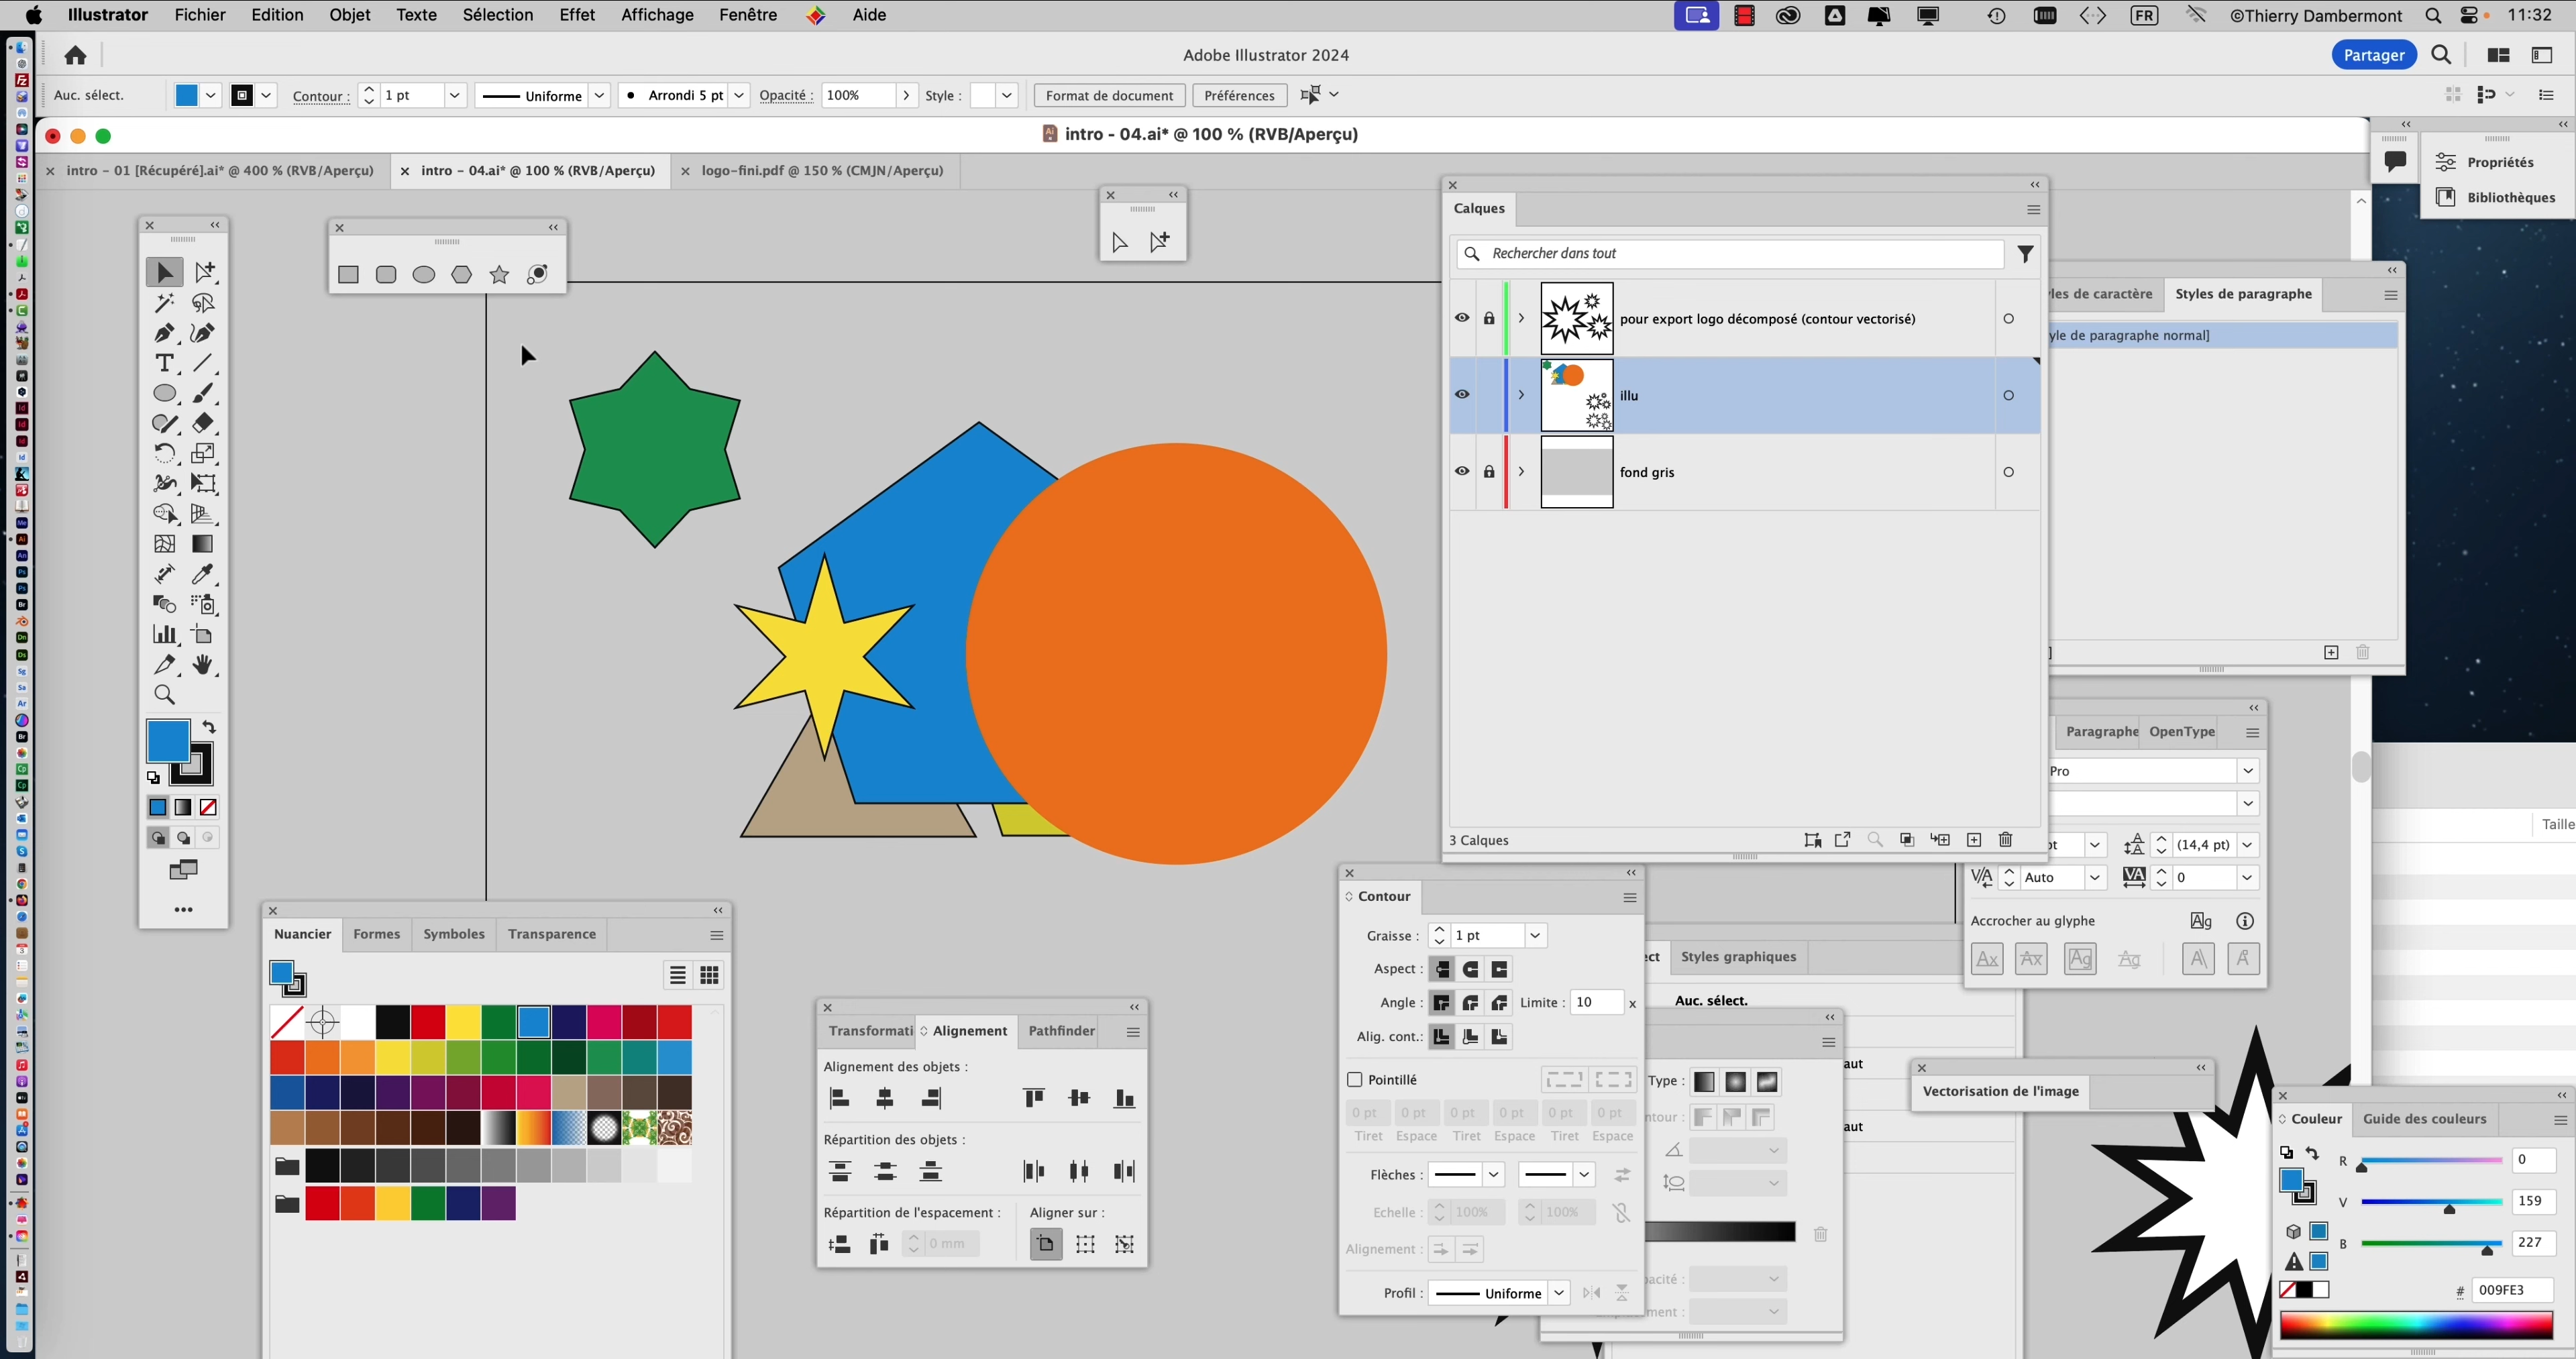 Illustrator Fichier Edition Objet Texte Sélection Effet Affichage Fenêtre Aide FR ©Thierry Dambermont 11:32
Adobe Illustrator 2024 Partager
Auc. sélect. Contour : 1 pt Uniforme Arrondi 5 pt Opacité : 100% Style : Format de document Préférences
intro - 04.ai* @ 100 % (RVB/Aperçu)
intro - 01 [Récupéré].ai* @ 400 % (RVB/Aperçu) intro - 04.ai* @ 100 % (RVB/Aperçu) logo-fini.pdf @ 150 % (CMJN/Aperçu)
Propriétés
Bibliothèques
Calques
Rechercher dans tout
pour export logo décomposé (contour vectorisé)
illu
fond gris
3 Calques
les de caractère Styles de paragraphe
yle de paragraphe normal]
Paragraphe OpenType
Pro
pt (14,4 pt)
Auto 0
Accrocher au glyphe
Taille
Nuancier Formes Symboles Transparence
Transformati Alignement Pathfinder
Alignement des objets :
Répartition des objets :
Répartition de l'espacement : Aligner sur :
0 mm
Contour
Graisse : 1 pt
Aspect :
Angle : Limite : 10 x
Alig. cont.:
Pointillé
0 pt 0 pt 0 pt 0 pt 0 pt 0 pt
Tiret Espace Tiret Espace Tiret Espace
Flèches :
Echelle : 100% 100%
Alignement :
Profil : Uniforme
ect Styles graphiques
Auc. sélect.
aut
aut
Type :
ntour :
acité :
ment :
Vectorisation de l'image
Couleur Guide des couleurs
R 0
V 159
B 227
# 009FE3